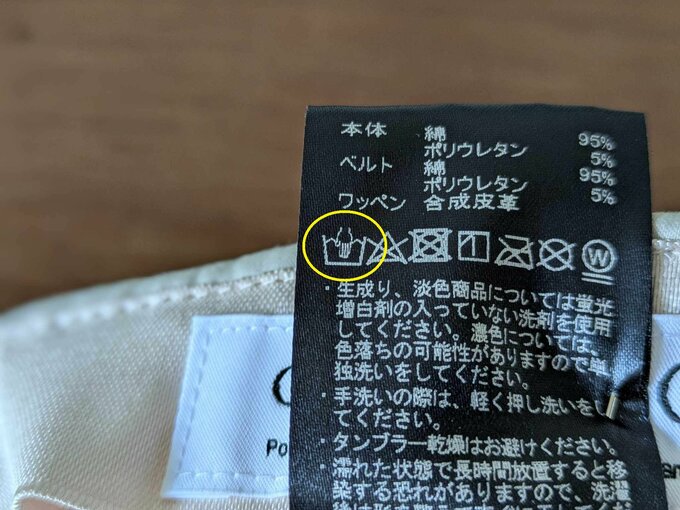 本体 綿 95%
ポリウレタン 5%
ベルト 綿 95%
ポリウレタン 5%
ワッペン 合成皮革
W
・生成り、淡色商品については蛍光
増白剤の入っていない洗剤を使用
してください。濃色については、
色落ちの可能性がありますので単
独洗いをしてください。
・手洗いの際は、軽く押し洗いをし
てください。
・タンブラー乾燥はお避けください。
・濡れた状態で長時間放置すると移
染する恐れがありますので、洗濯
Po